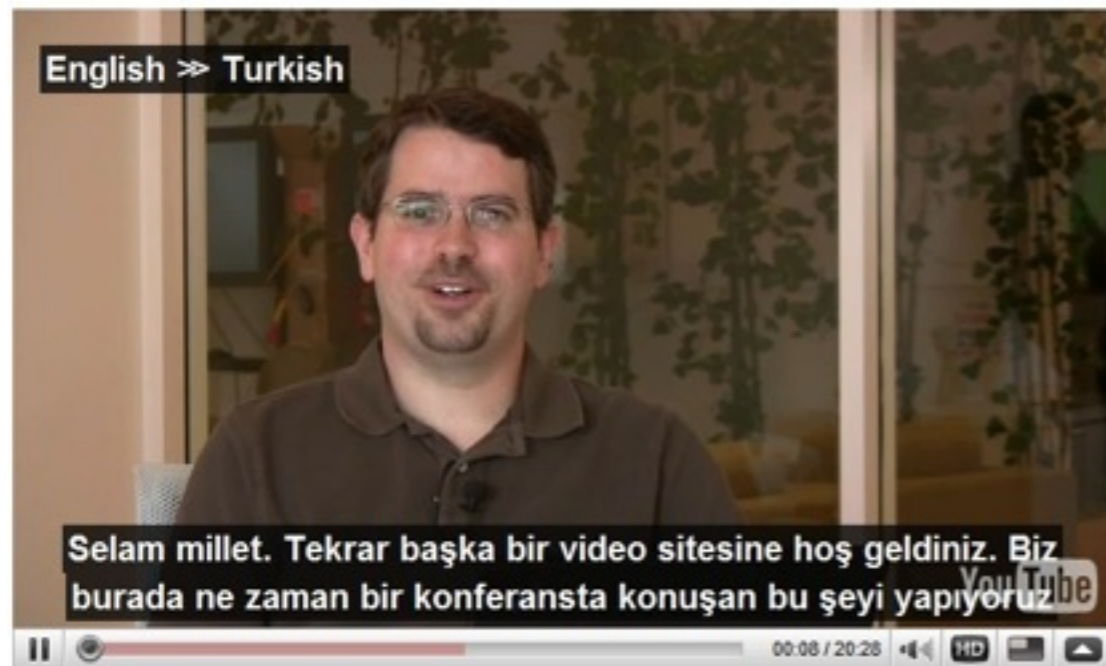 English >> Turkish
Selam millet. Tekrar başka bir video sitesine hoş geldiniz. Biz
burada ne zaman bir konferansta konuşan bu şeyi yapıyoruz
YouTube
00:08 / 20:28
HD